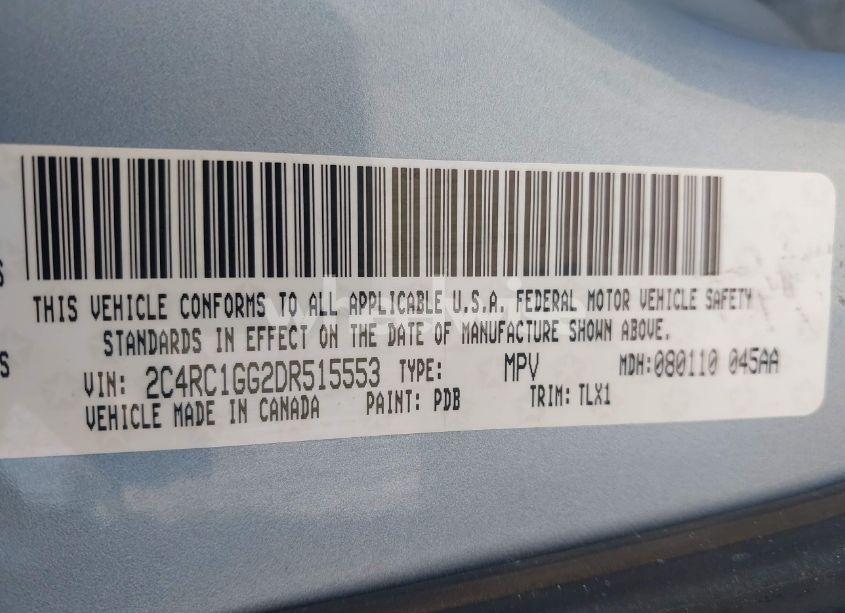 THIS VEHICLE CONFORMS TO ALL APPLICABLE U.S.A. FEDERAL MOTOR VEHICLE SAFETY
STANDARDS IN EFFECT ON THE DATE OF MANUFACTURE SHOWN ABOVE.
VIN: 2C4RC1GG2DR515553 TYPE: MPV MDH:080110 045AA
VEHICLE MADE IN CANADA PAINT: PDB TRIM: TLX1